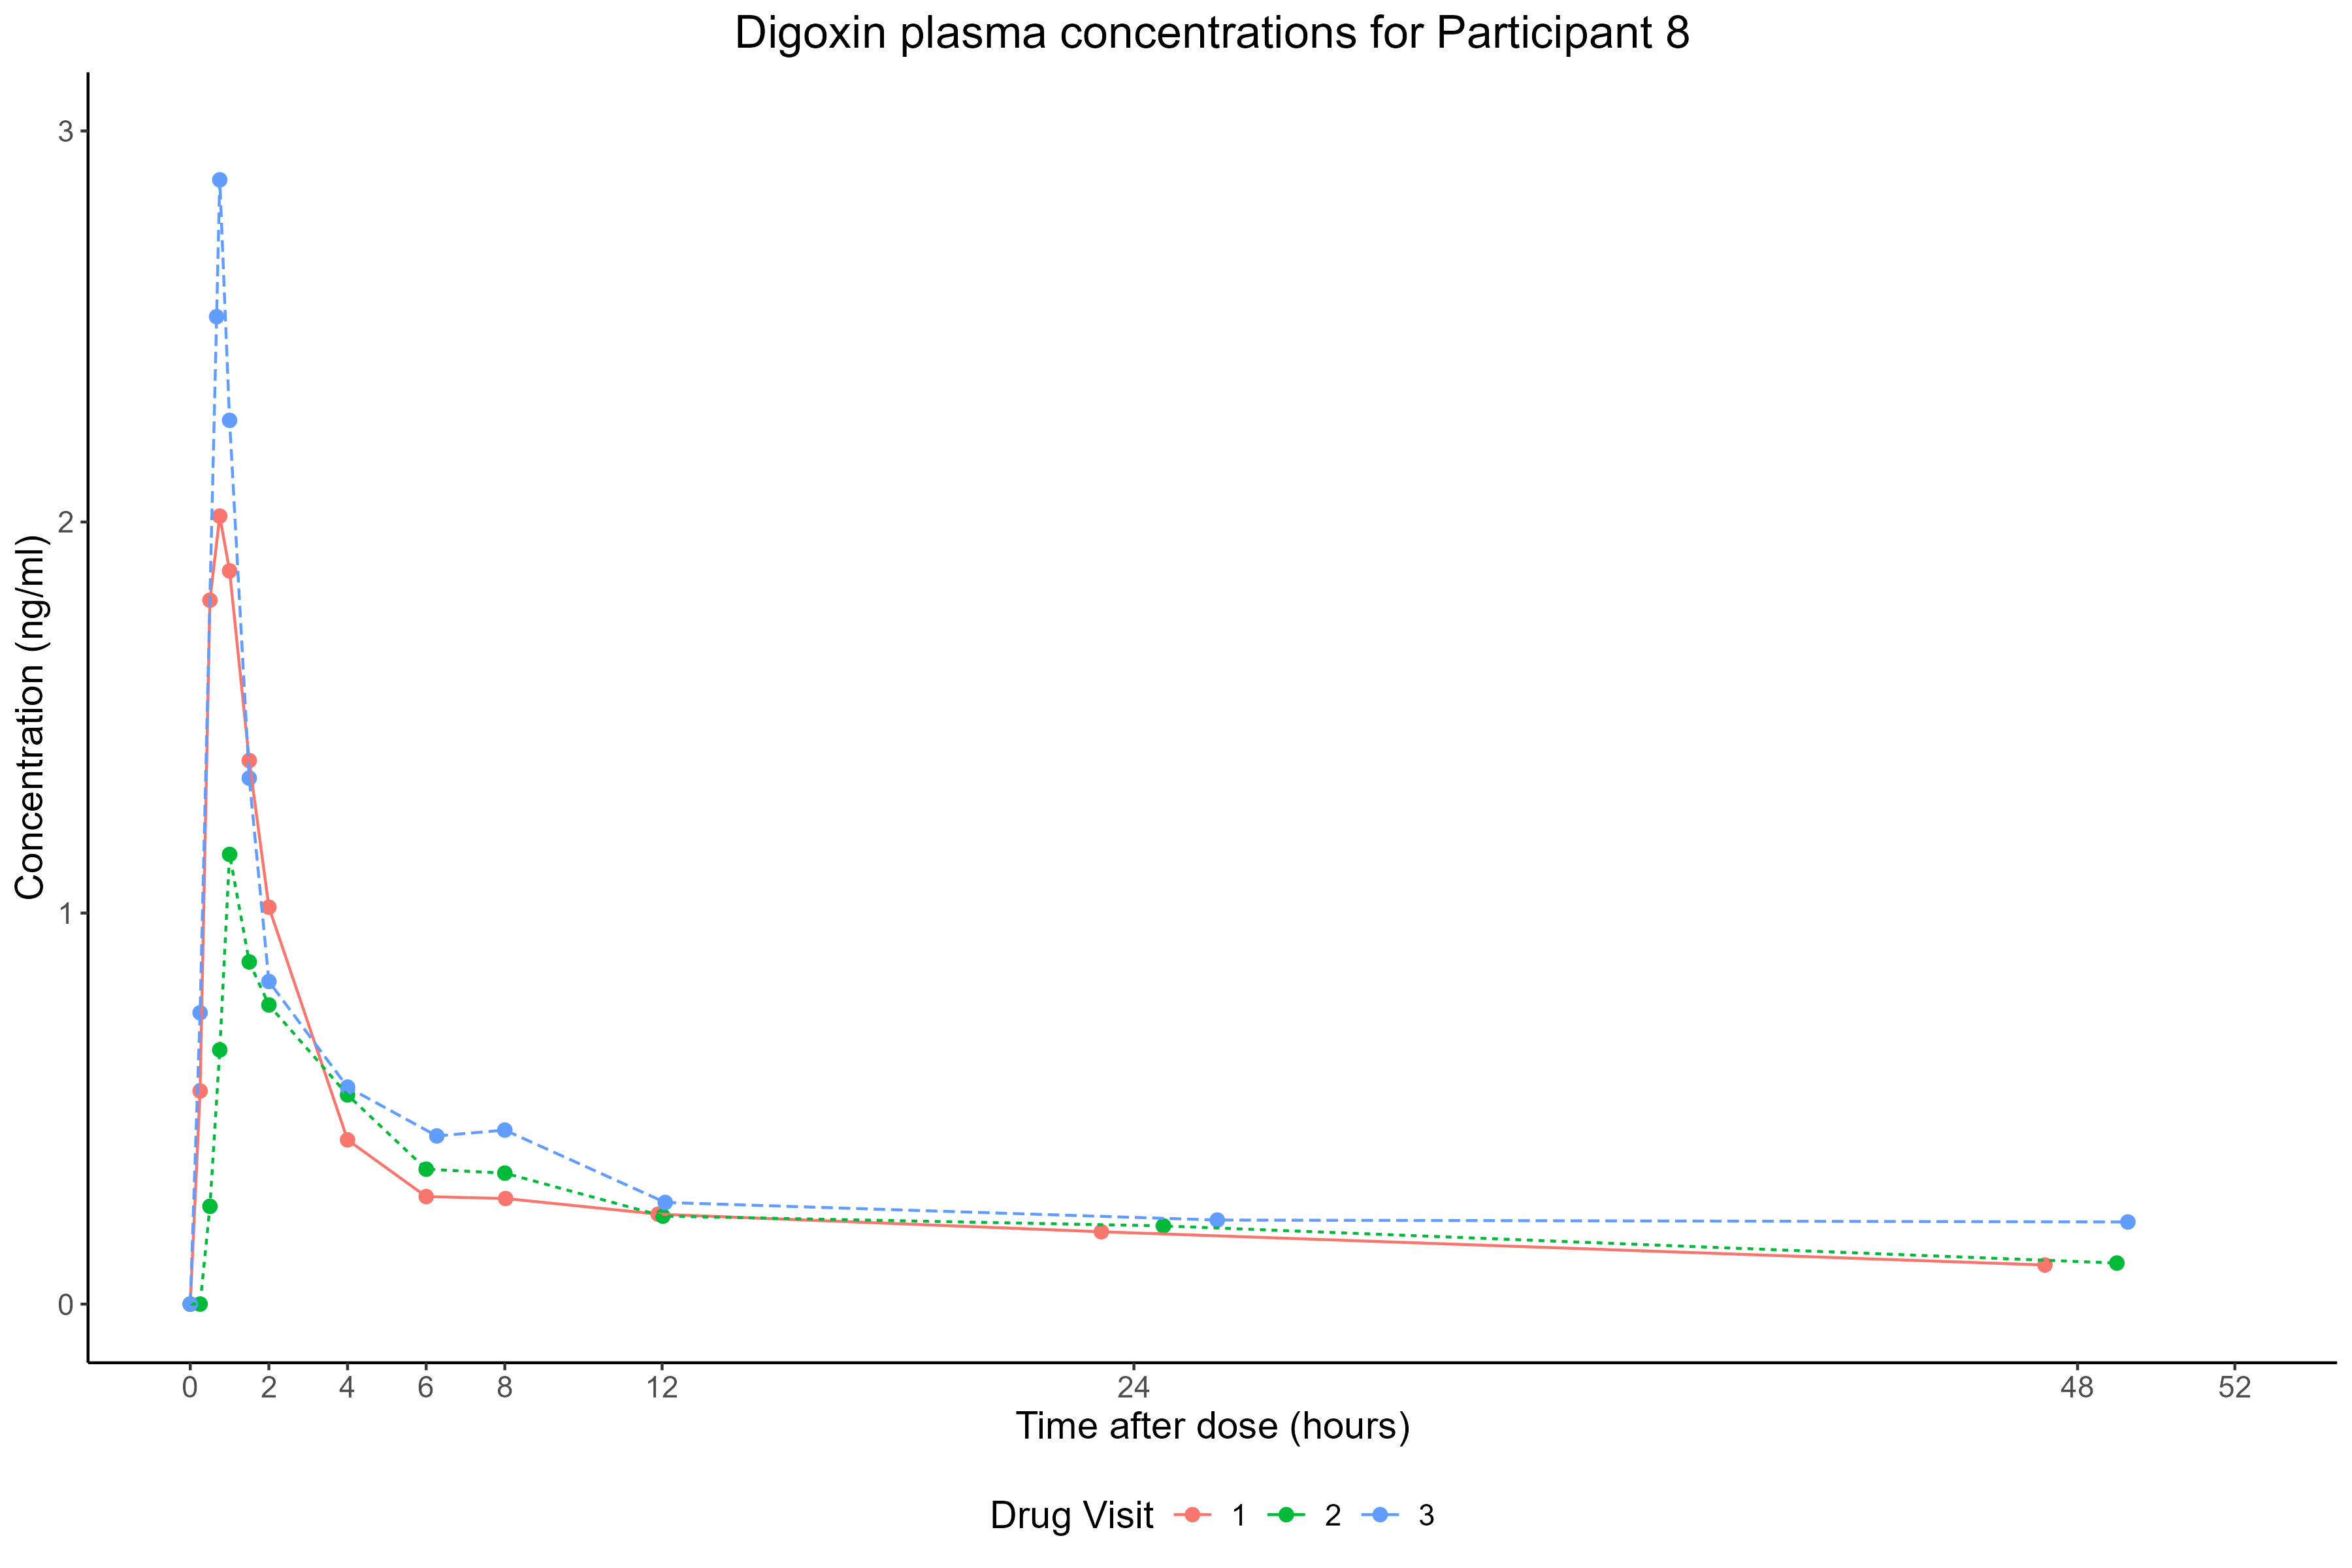 Digoxin plasma concentrations for Participant 8
3
2
1
0
Concentration (ng/ml)
0 2 4 6 8 12 24 48 52
Time after dose (hours)
Drug Visit 1 2 3